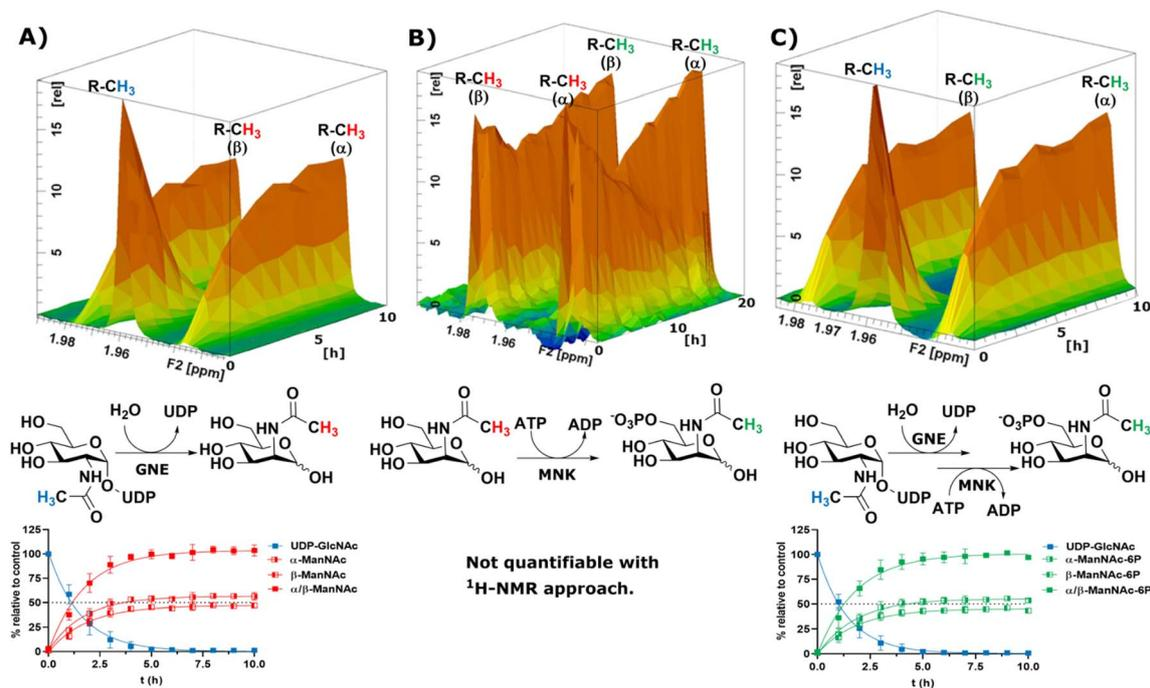 A)
R-CH3
R-CH3
(β)
R-CH3
(α)
[rel]
15
10
5
0
1.98
1.96
F2 [ppm]
0
5
10
[h]
B)
R-CH3
(β)
R-CH3
(α)
R-CH3
(β)
R-CH3
(α)
[rel]
15
10
5
0
1.98
1.96
F2 [ppm]
0
10
20
[h]
C)
R-CH3
R-CH3
(β)
R-CH3
(α)
[rel]
15
10
5
0
1.98
1.97
1.96
F2 [ppm]
0
5
10
[h]
HO
HO
HO
O
NH
O
UDP
H3C
O
H2O
UDP
GNE
HO
HO
HO
HN
O
CH3
O
OH
HO
HO
HO
HN
O
CH3
O
OH
ATP
ADP
MNK
-O3PO
HO
HO
HN
O
CH3
O
OH
HO
HO
HO
O
NH
O
UDP
H3C
O
H2O
UDP
GNE
MNK
ATP
ADP
-O3PO
HO
HO
HN
O
CH3
O
OH
% relative to control
125
100
75
50
25
0
0.0
2.5
5.0
7.5
10.0
t (h)
UDP-GlcNAc
α-ManNAc
β-ManNAc
α/β-ManNAc
Not quantifiable with
1H-NMR approach.
% relative to control
125
100
75
50
25
0
0.0
2.5
5.0
7.5
10.0
t (h)
UDP-GlcNAc
α-ManNAc-6P
β-ManNAc-6P
α/β-ManNAc-6P